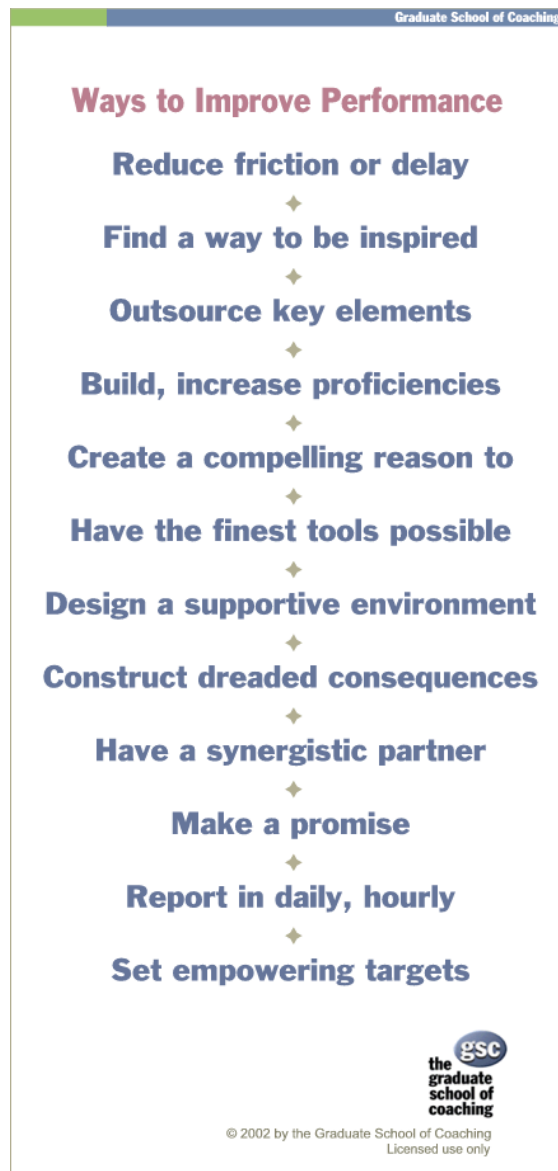 Graduate School of Coaching
Ways to Improve Performance
Reduce friction or delay
Find a way to be inspired
Outsource key elements
Build, increase proficiencies
Create a compelling reason to
Have the finest tools possible
Design a supportive environment
Construct dreaded consequences
Have a synergistic partner
Make a promise
Report in daily, hourly
Set empowering targets
gsc
the
graduate
school of
coaching
© 2002 by the Graduate School of Coaching
Licensed use only